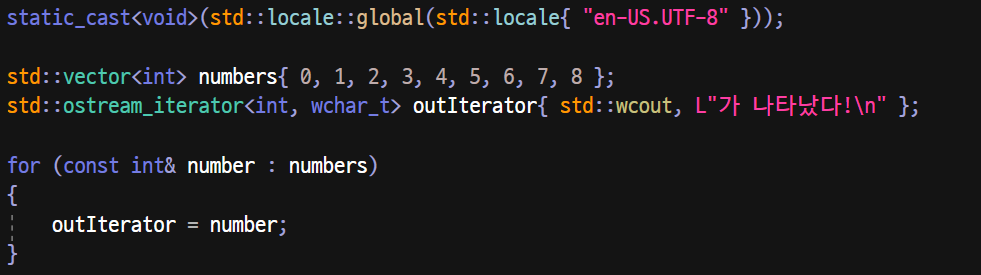 static_cast<void>(std::locale::global(std::locale{ "en-US.UTF-8" }));
std::vector<int> numbers{ 0, 1, 2, 3, 4, 5, 6, 7, 8 };
std::ostream_iterator<int, wchar_t> outIterator{ std::wcout, L"가 나타났다!\n" };
for (const int& number : numbers)
{
outIterator = number;
}